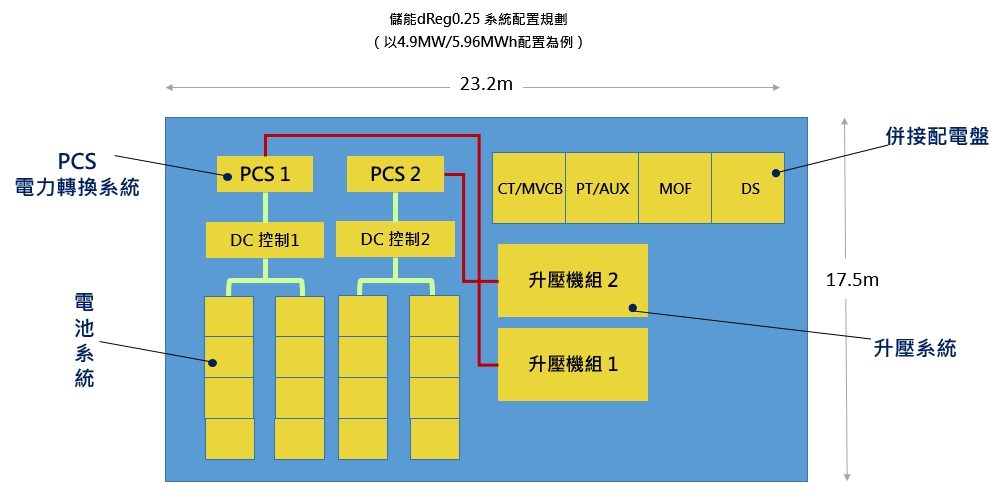 儲能dReg0.25 系統配置規劃
（以4.9MW/5.96MWh配置為例）
23.2m
併接配電盤
PCS
電力轉換系統
PCS 1
PCS 2
CT/MVCB
PT/AUX
MOF
DS
DC 控制1
DC 控制2
升壓機組 2
17.5m
電池系統
升壓系統
升壓機組 1